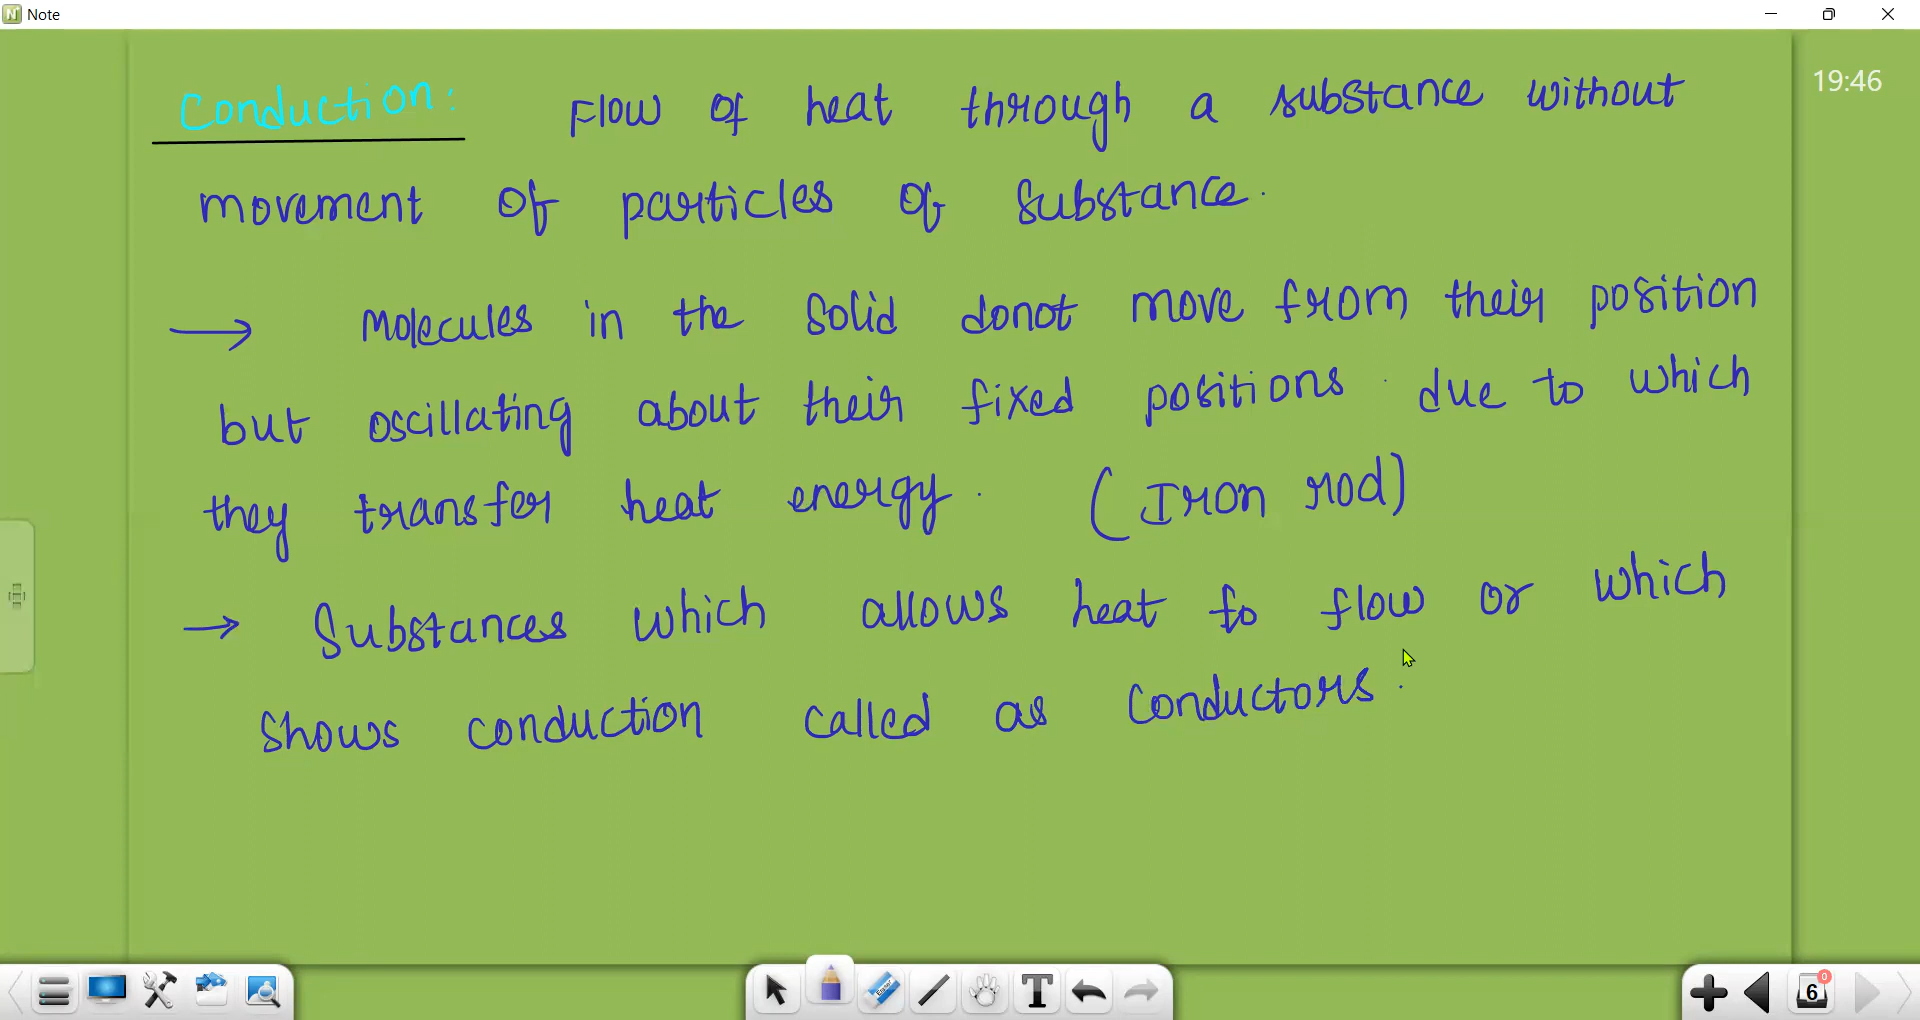 Note
19:46
Conduction: Flow of heat through a substance without
movement of particles of substance.
→ Molecules in the solid donot move from their position
but oscillating about their fixed positions. due to which
they transfer heat energy. (Iron rod)
→ Substances which allows heat to flow or which
shows conduction called as conductors.
T
6
0